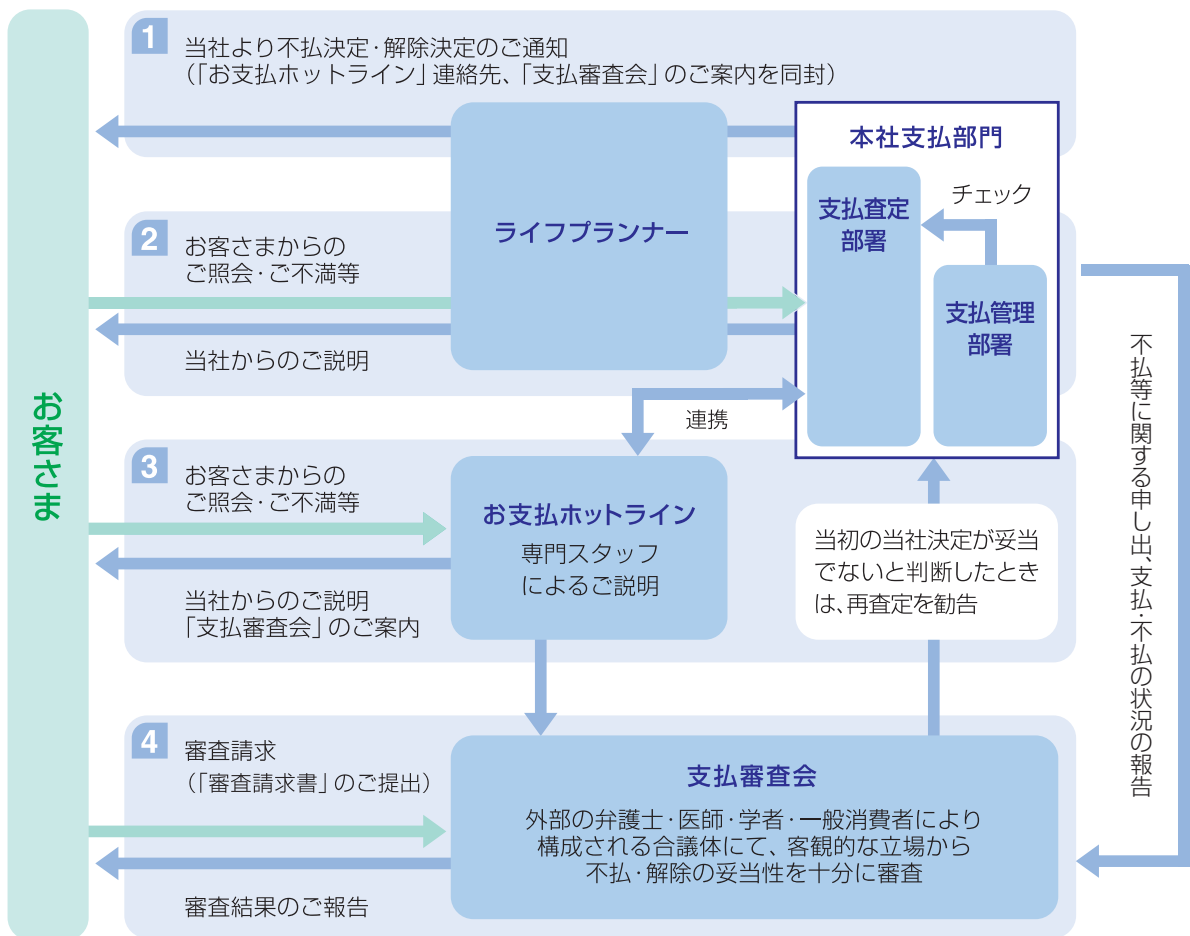 お客さま
1
当社より不払決定・解除決定のご通知
(「お支払ホットライン」連絡先、「支払審査会」のご案内を同封)
ライフプランナー
本社支払部門
支払査定
部署
チェック
支払管理
部署
2
お客さまからの
ご照会・ご不満等
当社からのご説明
連携
3
お客さまからの
ご照会・ご不満等
当社からのご説明
「支払審査会」のご案内
お支払ホットライン
専門スタッフ
によるご説明
当初の当社決定が妥当
でないと判断したとき
は、再査定を勧告
不払等に関する申し出、支払・不払の状況の報告
4
審査請求
(「審査請求書」のご提出)
審査結果のご報告
支払審査会
外部の弁護士・医師・学者・一般消費者により
構成される合議体にて、客観的な立場から
不払・解除の妥当性を十分に審査